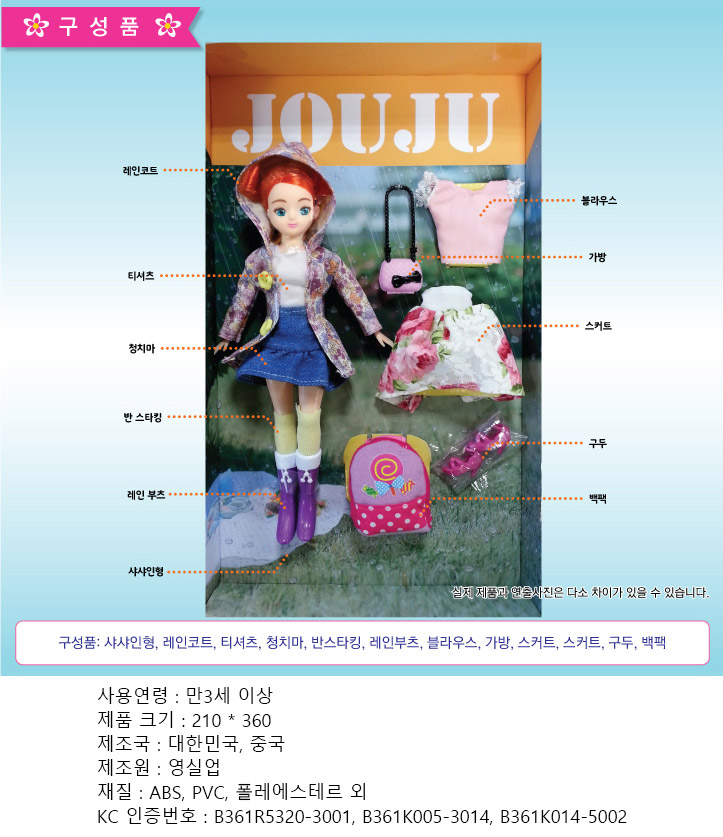 구성품
JOUJU
레인코트
블라우스
가방
티셔츠
스커트
청치마
반 스타킹
구두
레인 부츠
백팩
샤샤인형
실제 제품과 연출사진은 다소 차이가 있을 수 있습니다.
구성품: 샤샤인형, 레인코트, 티셔츠, 청치마, 반스타킹, 레인부츠, 블라우스, 가방, 스커트, 스커트, 구두, 백팩
사용연령 : 만3세 이상
제품 크기 : 210 * 360
제조국 : 대한민국, 중국
제조원 : 영실업
재질 : ABS, PVC, 폴레에스테르 외
KC 인증번호 : B361R5320-3001, B361K005-3014, B361K014-5002